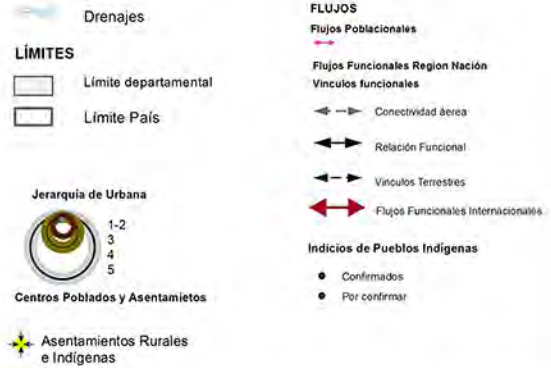 Drenajes
LÍMITES
Límite departamental
Límite País
Jerarquía de Urbana
1-2
3
4
5
Centros Poblados y Asentamietos
Asentamientos Rurales
e Indígenas
FLUJOS
Flujos Poblacionales
Flujos Funcionales Region Nación
Vinculos funcionales
Conectividad áerea
Relación Funcional
Vinculos Terrestres
Flujos Funcionales Internacionales
Indicios de Pueblos Indígenas
Confirmados
Por confirmar